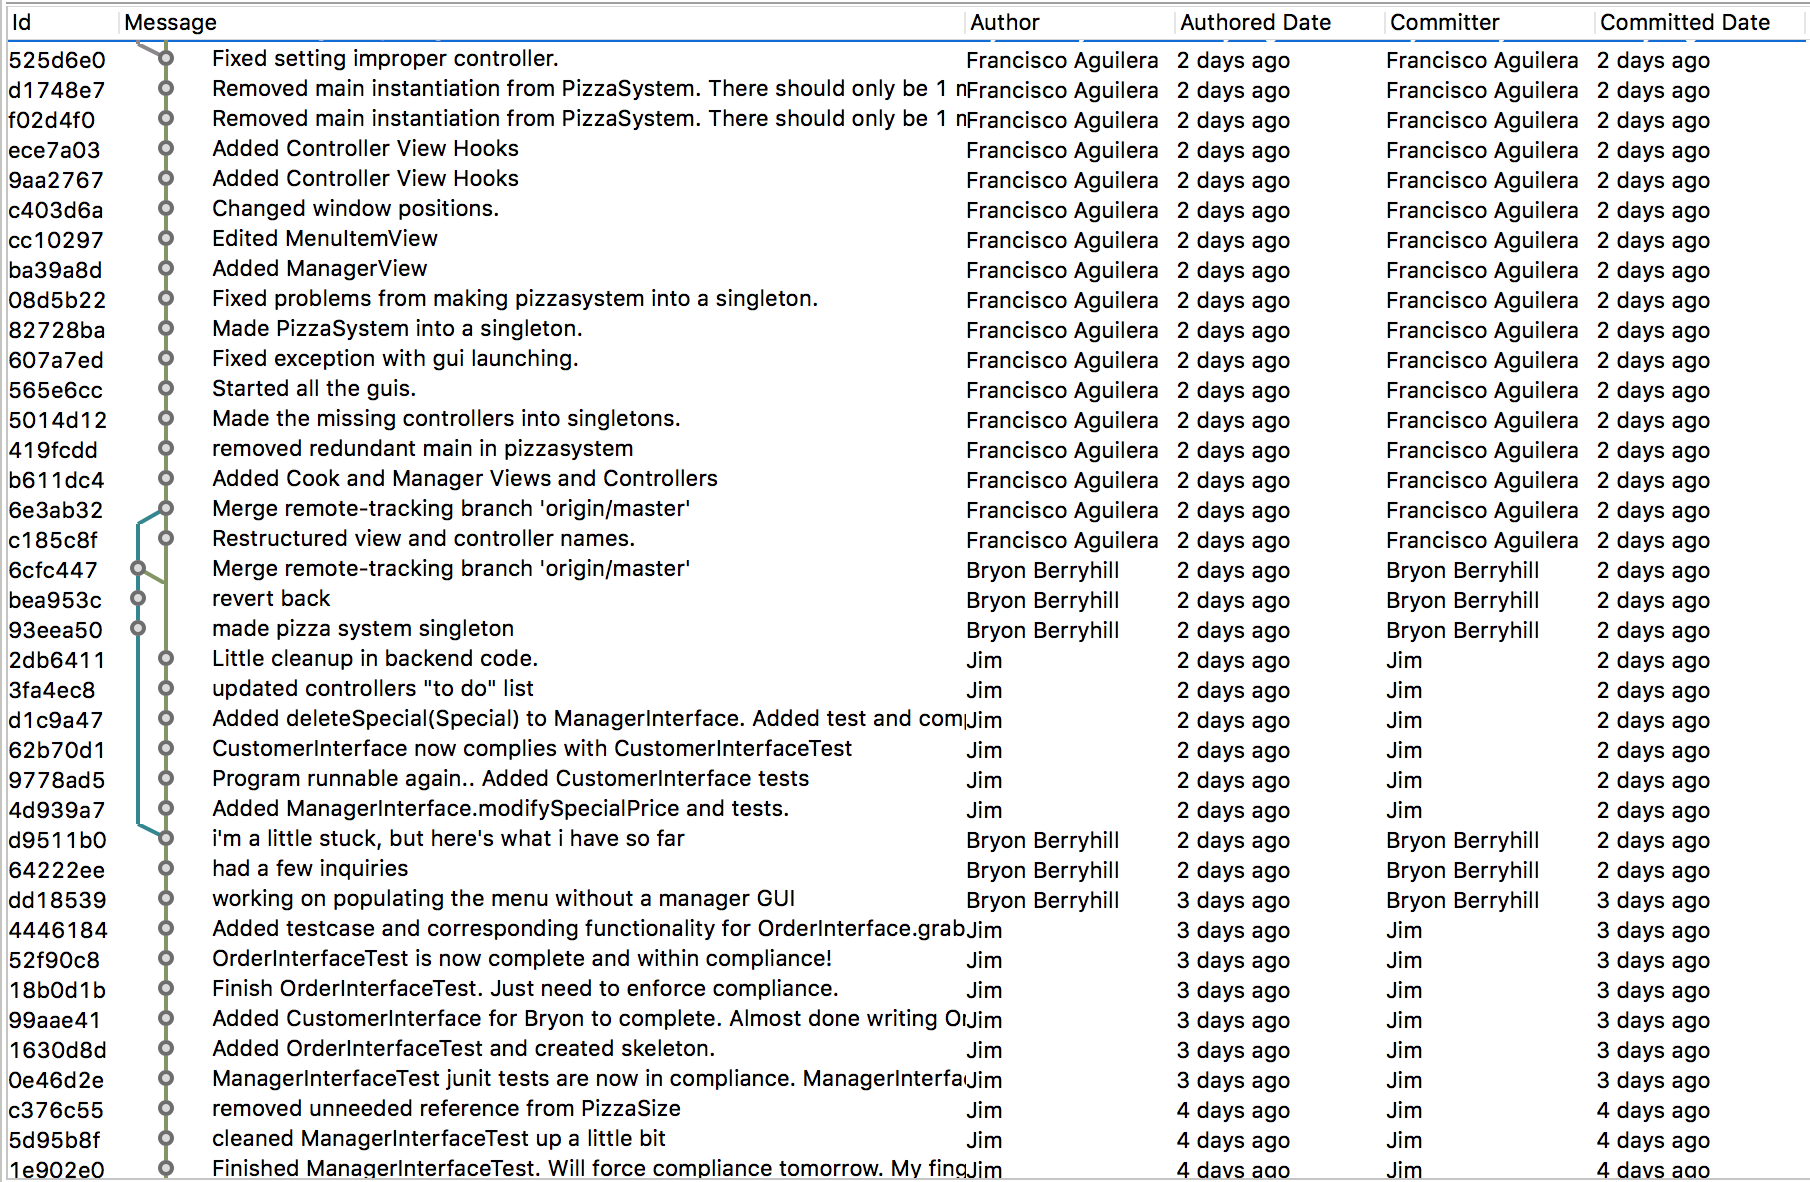 Id Message Author Authored Date Committer Committed Date
525d6e0 Fixed setting improper controller. Francisco Aguilera 2 days ago Francisco Aguilera 2 days ago
d1748e7 Removed main instantiation from PizzaSystem. There should only be 1 Francisco Aguilera 2 days ago Francisco Aguilera 2 days ago
f02d4f0 Removed main instantiation from PizzaSystem. There should only be 1 Francisco Aguilera 2 days ago Francisco Aguilera 2 days ago
ece7a03 Added Controller View Hooks Francisco Aguilera 2 days ago Francisco Aguilera 2 days ago
9aa2767 Added Controller View Hooks Francisco Aguilera 2 days ago Francisco Aguilera 2 days ago
c403d6a Changed window positions. Francisco Aguilera 2 days ago Francisco Aguilera 2 days ago
cc10297 Edited MenuItemView Francisco Aguilera 2 days ago Francisco Aguilera 2 days ago
ba39a8d Added ManagerView Francisco Aguilera 2 days ago Francisco Aguilera 2 days ago
08d5b22 Fixed problems from making pizzasystem into a singleton. Francisco Aguilera 2 days ago Francisco Aguilera 2 days ago
82728ba Made PizzaSystem into a singleton. Francisco Aguilera 2 days ago Francisco Aguilera 2 days ago
607a7ed Fixed exception with gui launching. Francisco Aguilera 2 days ago Francisco Aguilera 2 days ago
565e6cc Started all the guis. Francisco Aguilera 2 days ago Francisco Aguilera 2 days ago
5014d12 Made the missing controllers into singletons. Francisco Aguilera 2 days ago Francisco Aguilera 2 days ago
419fcdd removed redundant main in pizzasystem Francisco Aguilera 2 days ago Francisco Aguilera 2 days ago
b611dc4 Added Cook and Manager Views and Controllers Francisco Aguilera 2 days ago Francisco Aguilera 2 days ago
6e3ab32 Merge remote-tracking branch 'origin/master' Francisco Aguilera 2 days ago Francisco Aguilera 2 days ago
c185c8f Restructured view and controller names. Francisco Aguilera 2 days ago Francisco Aguilera 2 days ago
6cfc447 Merge remote-tracking branch 'origin/master' Bryon Berryhill 2 days ago Bryon Berryhill 2 days ago
bea953c revert back Bryon Berryhill 2 days ago Bryon Berryhill 2 days ago
93eea50 made pizza system singleton Bryon Berryhill 2 days ago Bryon Berryhill 2 days ago
2db6411 Little cleanup in backend code. Jim 2 days ago Jim 2 days ago
3fa4ec8 updated controllers "to do" list Jim 2 days ago Jim 2 days ago
d1c9a47 Added deleteSpecial(Special) to ManagerInterface. Added test and com Jim 2 days ago Jim 2 days ago
62b70d1 CustomerInterface now complies with CustomerInterfaceTest Jim 2 days ago Jim 2 days ago
9778ad5 Program runnable again.. Added CustomerInterface tests Jim 2 days ago Jim 2 days ago
4d939a7 Added ManagerInterface.modifySpecialPrice and tests. Jim 2 days ago Jim 2 days ago
d9511b0 i'm a little stuck, but here's what i have so far Bryon Berryhill 2 days ago Bryon Berryhill 2 days ago
64222ee had a few inquiries Bryon Berryhill 2 days ago Bryon Berryhill 2 days ago
dd18539 working on populating the menu without a manager GUI Bryon Berryhill 3 days ago Bryon Berryhill 3 days ago
4446184 Added testcase and corresponding functionality for OrderInterface.grab Jim 3 days ago Jim 3 days ago
52f90c8 OrderInterfaceTest is now complete and within compliance! Jim 3 days ago Jim 3 days ago
18b0d1b Finish OrderInterfaceTest. Just need to enforce compliance. Jim 3 days ago Jim 3 days ago
99aae41 Added CustomerInterface for Bryon to complete. Almost done writing Or Jim 3 days ago Jim 3 days ago
1630d8d Added OrderInterfaceTest and created skeleton. Jim 3 days ago Jim 3 days ago
0e46d2e ManagerInterfaceTest junit tests are now in compliance. ManagerInterfa Jim 3 days ago Jim 3 days ago
c376c55 removed unneeded reference from PizzaSize Jim 4 days ago Jim 4 days ago
5d95b8f cleaned ManagerInterfaceTest up a little bit Jim 4 days ago Jim 4 days ago
1e902e0 Finished ManagerInterfaceTest. Will force compliance tomorrow. My fing Jim 4 days ago Jim 4 days ago